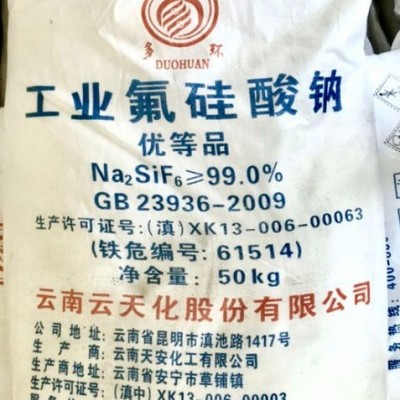 多环
DUOHUAN
工业氟硅酸钠
优等品
Na₂SiF₆≥99.0%
GB 23936-2009
生产许可证号:(滇)XK13-006-00063
(铁危编号:61514)
净含量:50kg
云南云天化股份有限公司
公司地址:云南省昆明市滇池路1417号
生产商:云南天安化工有限公司
生产商地址:云南省安宁市草铺镇